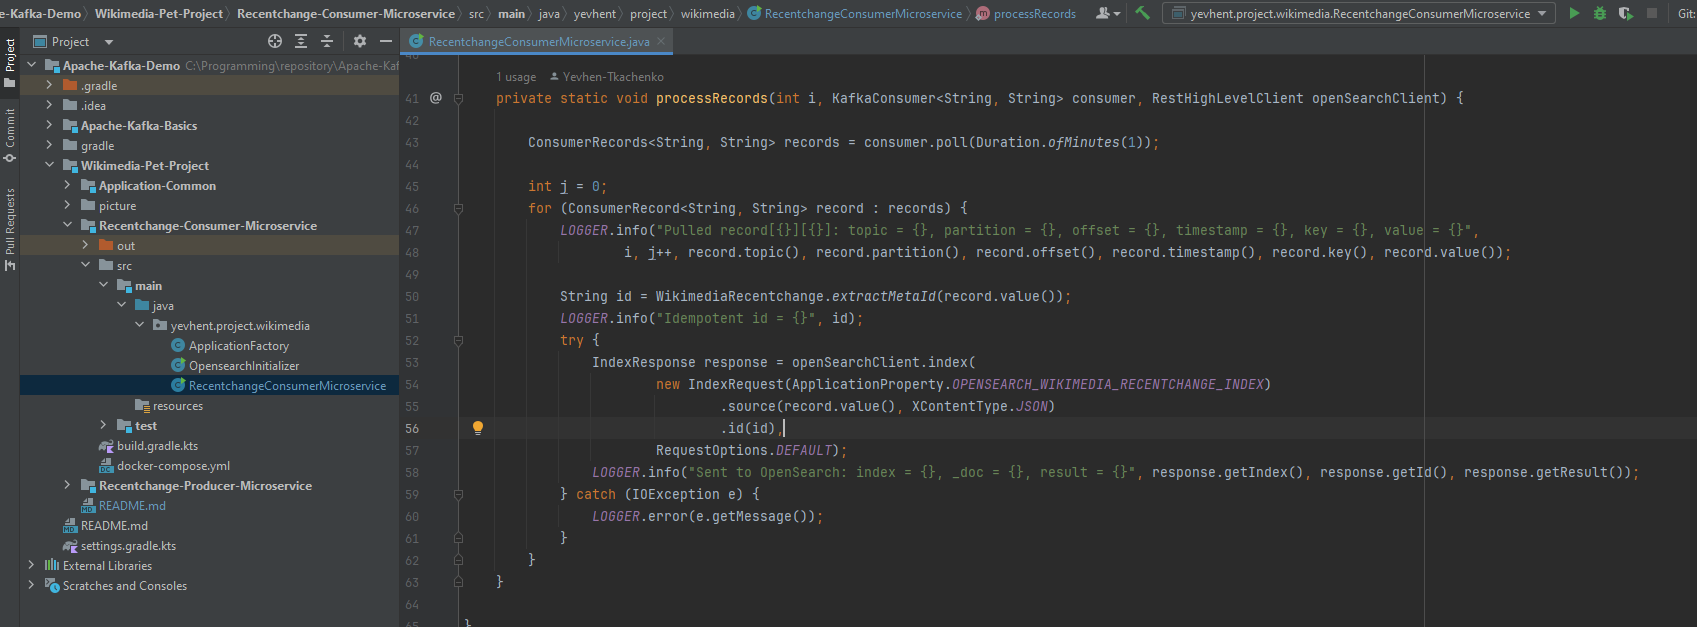 e-Kafka-Demo Wikimedia-Pet-Project Recentchange-Consumer-Microservice src main java yevhent project wikimedia RecentchangeConsumerMicroservice processRecords yevhent.project.wikimedia.RecentchangeConsumerMicroservice Git:
Project
Commit
Pull Requests
Project
Apache-Kafka-Demo C:\Programming\repository\Apache-Kaf
.gradle
.idea
Apache-Kafka-Basics
gradle
Wikimedia-Pet-Project
Application-Common
picture
Recentchange-Consumer-Microservice
out
src
main
java
yevhent.project.wikimedia
ApplicationFactory
OpensearchInitializer
RecentchangeConsumerMicroservice
resources
test
build.gradle.kts
docker-compose.yml
Recentchange-Producer-Microservice
README.md
README.md
settings.gradle.kts
External Libraries
Scratches and Consoles
RecentchangeConsumerMicroservice.java
40
1 usage Yevhen-Tkachenko
41 @ private static void processRecords(int i, KafkaConsumer<String, String> consumer, RestHighLevelClient openSearchClient) {
42
43 ConsumerRecords<String, String> records = consumer.poll(Duration.ofMinutes(1));
44
45 int j = 0;
46 for (ConsumerRecord<String, String> record : records) {
47 LOGGER.info("Pulled record[{}][{}]: topic = {}, partition = {}, offset = {}, timestamp = {}, key = {}, value = {}",
48 i, j++, record.topic(), record.partition(), record.offset(), record.timestamp(), record.key(), record.value());
49
50 String id = WikimediaRecentchange.extractMetaId(record.value());
51 LOGGER.info("Idempotent id = {}", id);
52 try {
53 IndexResponse response = openSearchClient.index(
54 new IndexRequest(ApplicationProperty.OPENSEARCH_WIKIMEDIA_RECENTCHANGE_INDEX)
55 .source(record.value(), XContentType.JSON)
56 .id(id),
57 RequestOptions.DEFAULT);
58 LOGGER.info("Sent to OpenSearch: index = {}, _doc = {}, result = {}", response.getIndex(), response.getId(), response.getResult());
59 } catch (IOException e) {
60 LOGGER.error(e.getMessage());
61 }
62 }
63 }
64
65 }